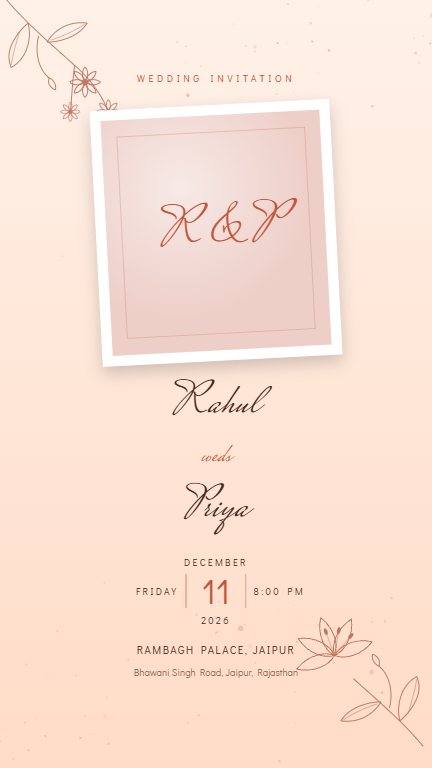 WEDDING INVITATION
R & P
Rahul
weds
Priya
DECEMBER
FRIDAY 11 8:00 PM
2026
RAMBAGH PALACE, JAIPUR
Bhawani Singh Road, Jaipur, Rajasthan